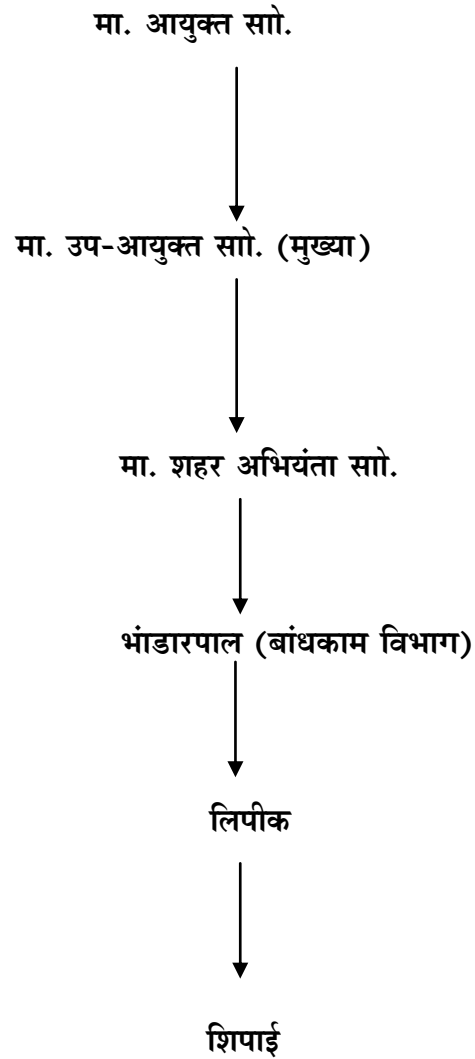 मा. आयुक्त साो.
मा. उप-आयुक्त साो. (मुख्या)
मा. शहर अभियंता साो.
भांडारपाल (बांधकाम विभाग)
लिपीक
शिपाई